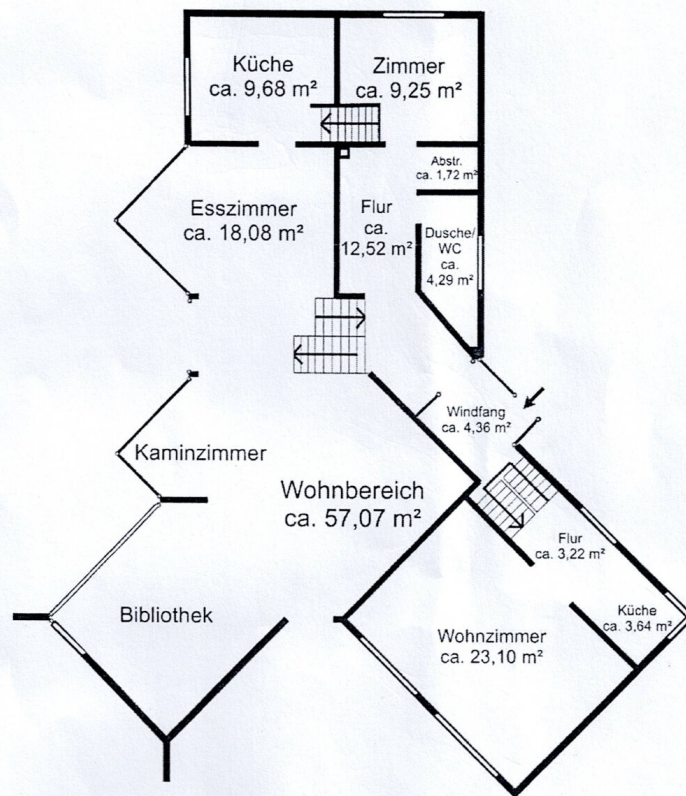 Küche
ca. 9,68 m²
Zimmer
ca. 9,25 m²
Abstr.
ca. 1,72 m²
Esszimmer
ca. 18,08 m²
Flur
ca.
12,52 m²
Dusche/
WC
ca.
4,29 m²
Windfang
ca. 4,36 m²
Kaminzimmer
Wohnbereich
ca. 57,07 m²
Flur
ca. 3,22 m²
Bibliothek
Küche
ca. 3,64 m²
Wohnzimmer
ca. 23,10 m²